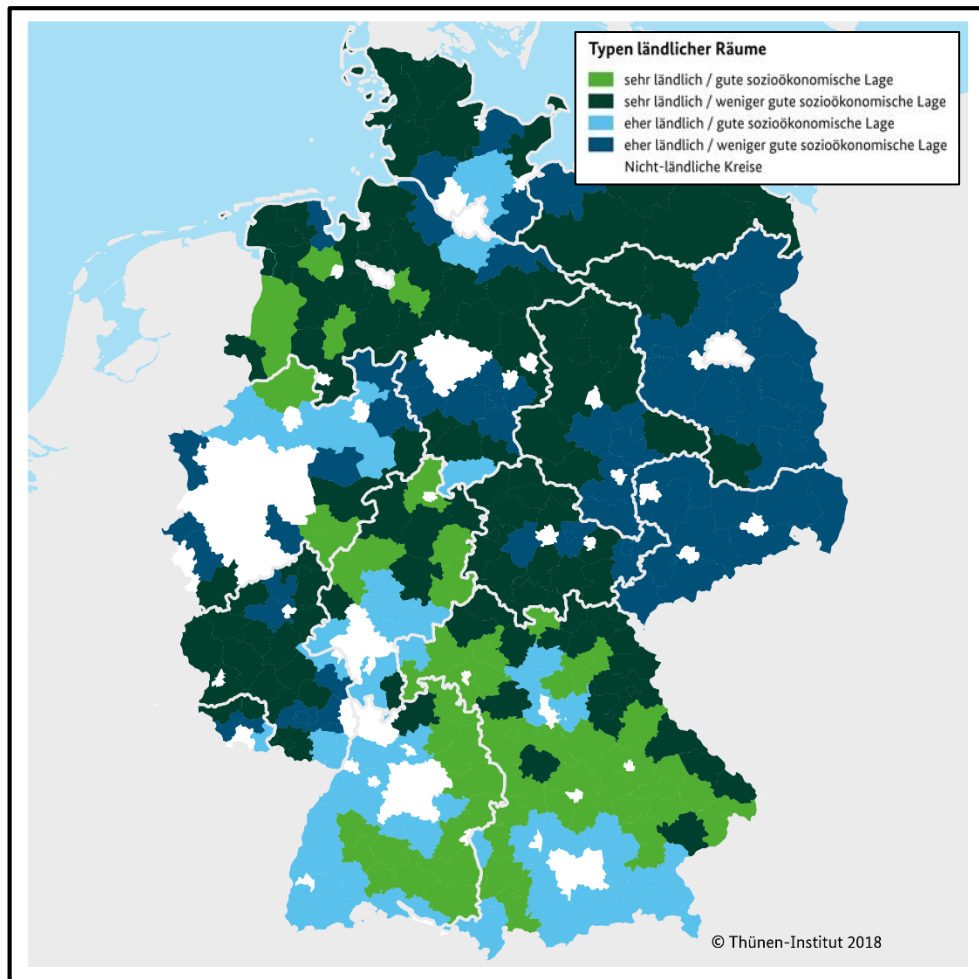 Typen ländlicher Räume
sehr ländlich / gute sozioökonomische Lage
sehr ländlich / weniger gute sozioökonomische Lage
eher ländlich / gute sozioökonomische Lage
eher ländlich / weniger gute sozioökonomische Lage
Nicht-ländliche Kreise
© Thünen-Institut 2018